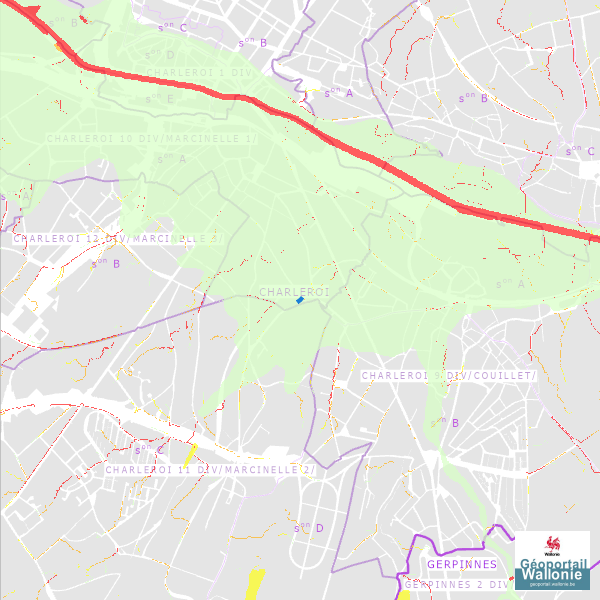 sᵒⁿ B
sᵒⁿ C
sᵒⁿ B
sᵒⁿ D
CHARLEROI 1 DIV
sᵒⁿ A
sᵒⁿ B
sᵒⁿ E
CHARLEROI 10 DIV/MARCINELLE 1/
sᵒⁿ C
sᵒⁿ A
CHARLEROI 12 DIV/MARCINELLE 3/
sᵒⁿ B
sᵒⁿ A
CHARLEROI
CHARLEROI DIV/COUILLET/
sᵒⁿ B
sᵒⁿ C
CHARLEROI 11 DIV/MARCINELLE 2/
sᵒⁿ D
GERPINNES
GERPINNES 2 DIV
Wallonie
Géoportail
Wallonie
geoportail.wallonie.be